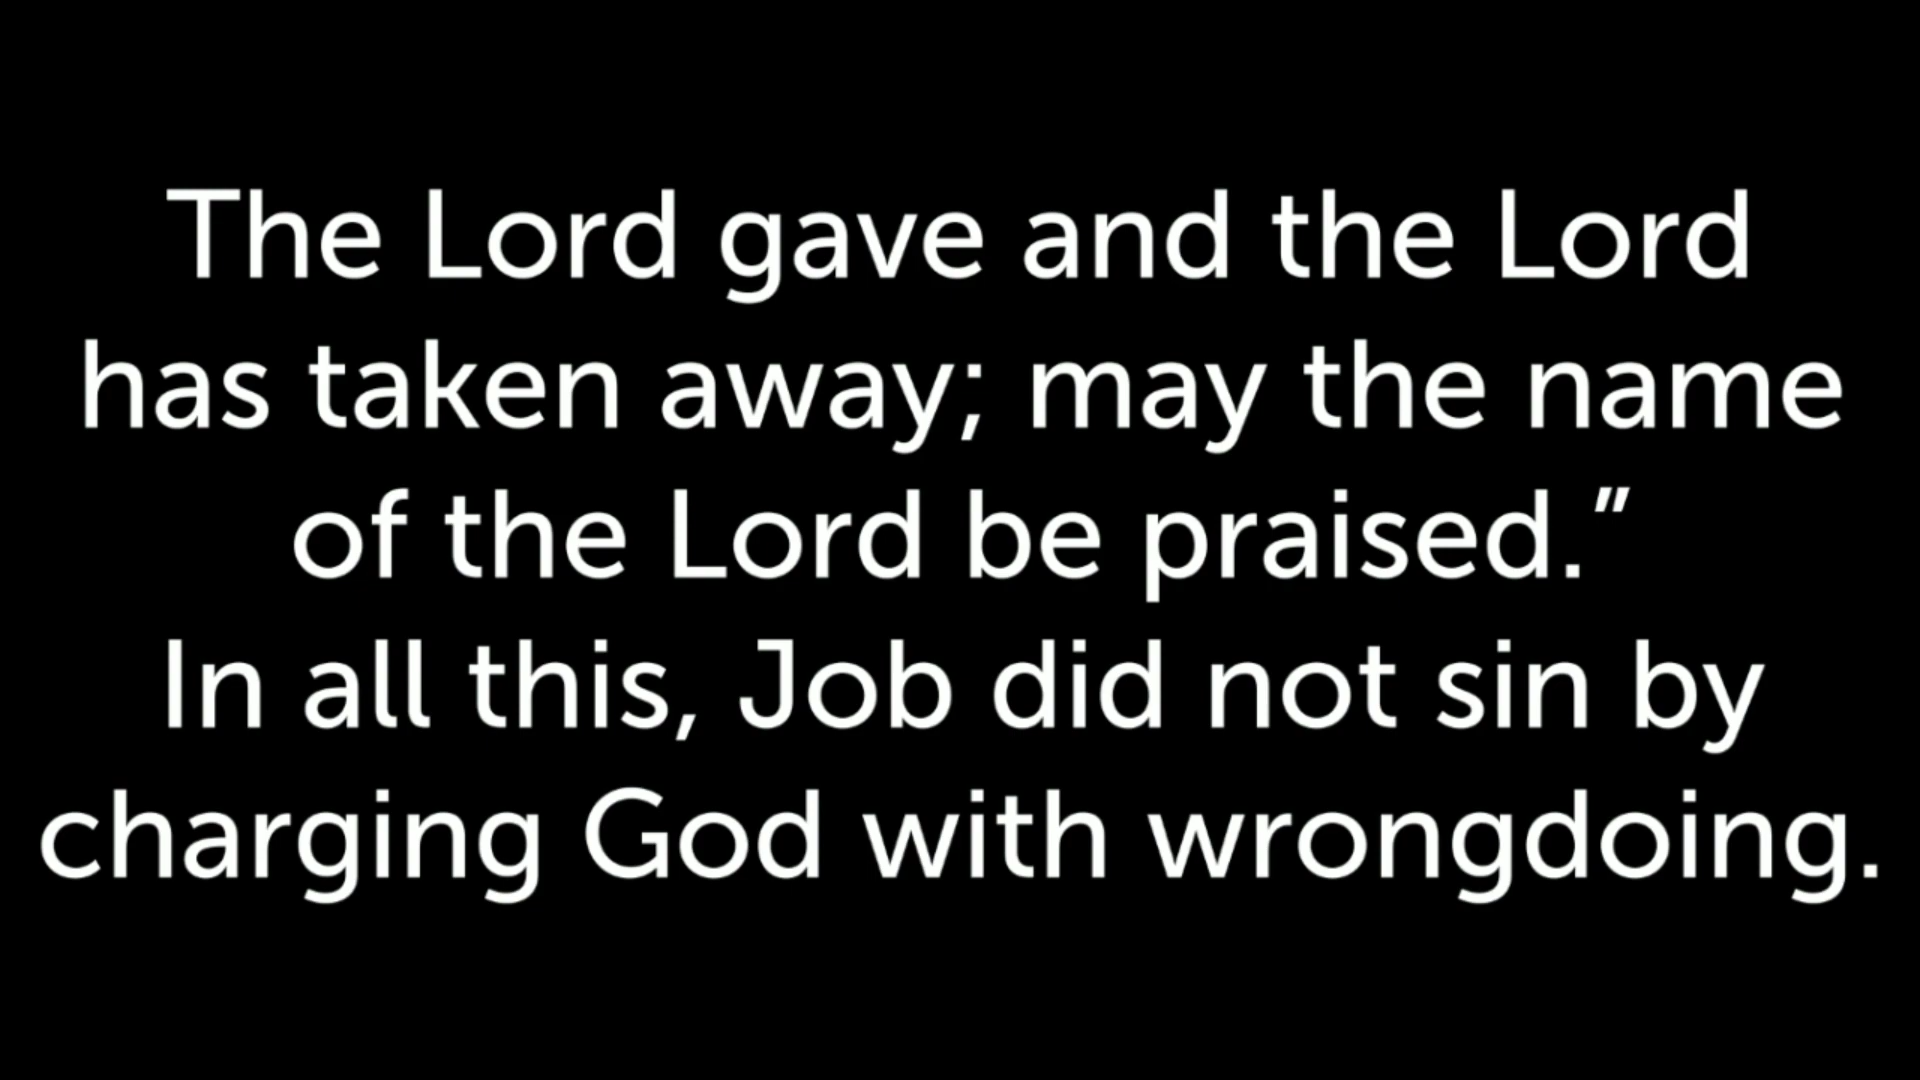 The Lord gave and the Lord
has taken away; may the name
of the Lord be praised.”
In all this, Job did not sin by
charging God with wrongdoing.